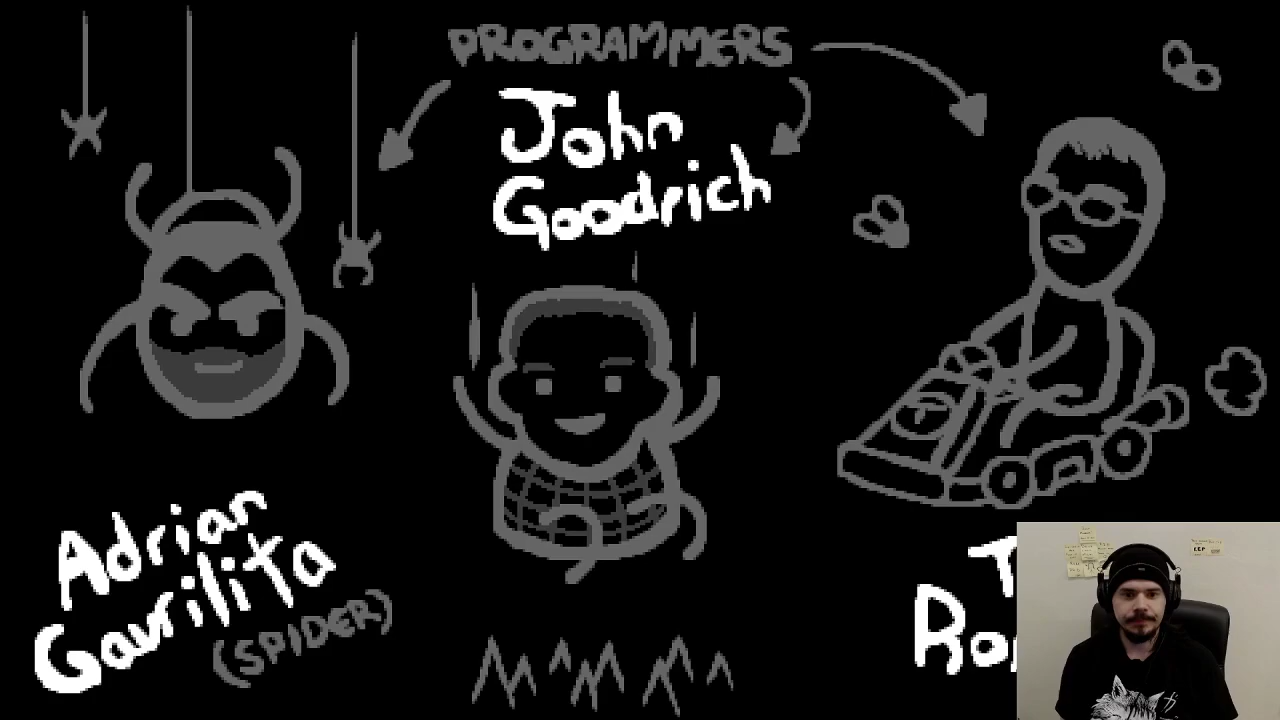 PROGRAMMERS
John
Goodrich
Adrian
Gavrilita
(SPIDER)